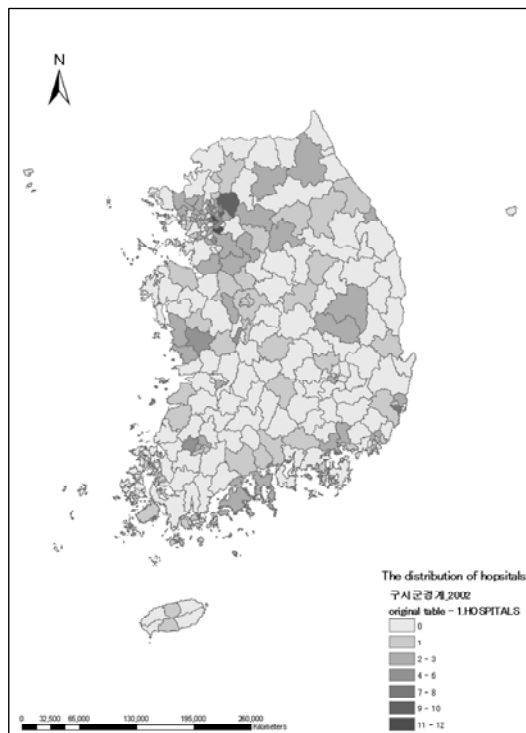 N
The distribution of hopsitals
구시군경계_2002
original table - 1.HOSPITALS
0
1
2 - 3
4 - 6
7 - 8
9 - 10
11 - 12
0 32,500 65,000 130,000 195,000 260,000
Kilometers